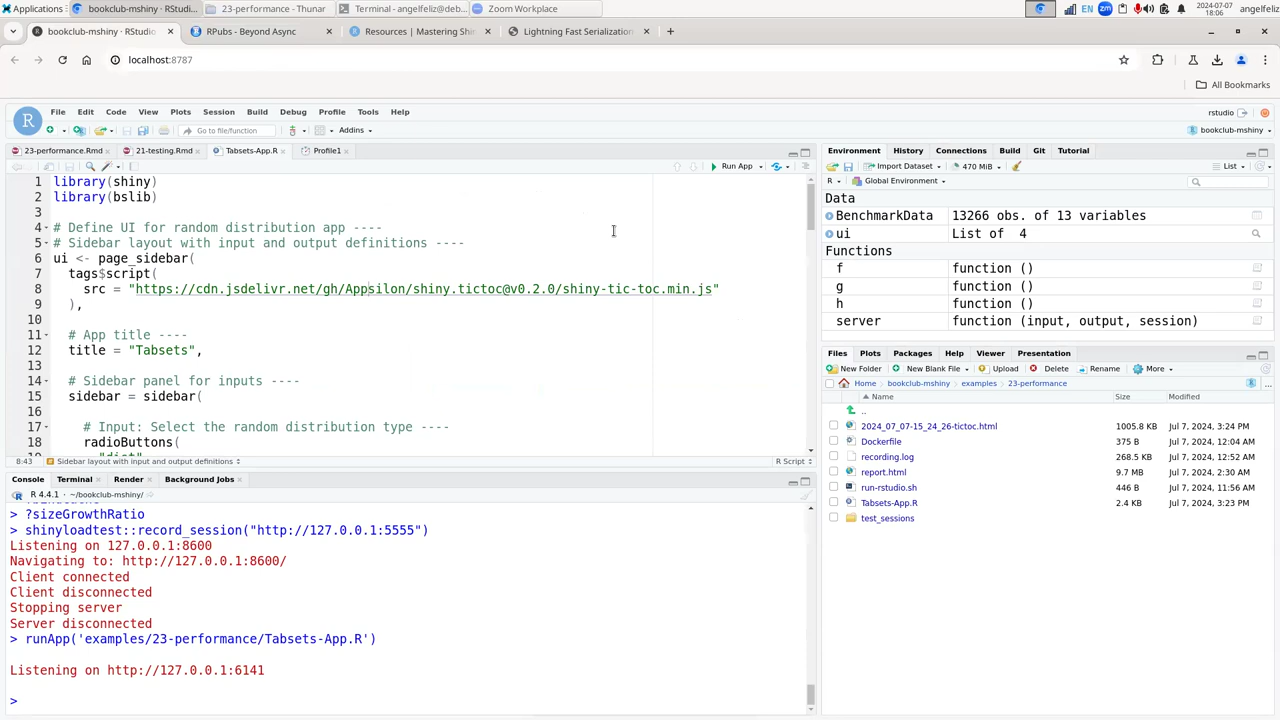 Applications
bookclub-mshiny - RStudi...
23-performance - Thunar
Terminal - angelfeliz@deb...
Zoom Workplace
EN
zm
2024-07-07
18:06
angelfeliz
bookclub-mshiny | RStudio
RPubs - Beyond Async
Resources | Mastering Shi
Lightning Fast Serializatio
localhost:8787
All Bookmarks
File Edit Code View Plots Session Build Debug Profile Tools Help
rstudio
Go to file/function
Addins
bookclub-mshiny
23-performance.Rmd
21-testing.Rmd
Tabsets-App.R
Profile1
Run App
1 library(shiny)
2 library(bslib)
3
4 # Define UI for random distribution app ----
5 # Sidebar layout with input and output definitions ----
6 ui <- page_sidebar(
7 tags$script(
8 src = "https://cdn.jsdelivr.net/gh/Appsilon/shiny.tictoc@v0.2.0/shiny-tic-toc.min.js"
9 ),
10
11 # App title ----
12 title = "Tabsets",
13
14 # Sidebar panel for inputs ----
15 sidebar = sidebar(
16
17 # Input: Select the random distribution type ----
18 radioButtons(
19 "dist"
8:43 Sidebar layout with input and output definitions
R Script
Console Terminal Render Background Jobs
R 4.4.1 · ~/bookclub-mshiny/
> ?sizeGrowthRatio
> shinyloadtest::record_session("http://127.0.0.1:5555")
Listening on 127.0.0.1:8600
Navigating to: http://127.0.0.1:8600/
Client connected
Client disconnected
Stopping server
Server disconnected
> runApp('examples/23-performance/Tabsets-App.R')
Listening on http://127.0.0.1:6141
>
Environment History Connections Build Git Tutorial
Import Dataset
470 MiB
List
R
Global Environment
Data
BenchmarkData 13266 obs. of 13 variables
ui List of 4
Functions
f function ()
g function ()
h function ()
server function (input, output, session)
Files Plots Packages Help Viewer Presentation
New Folder New Blank File Upload Delete Rename More
Home bookclub-mshiny examples 23-performance
Name Size Modified
..
2024_07_07-15_24_26-tictoc.html 1005.8 KB Jul 7, 2024, 3:24 PM
Dockerfile 375 B Jul 7, 2024, 12:04 AM
recording.log 268.5 KB Jul 7, 2024, 12:52 AM
report.html 9.7 MB Jul 7, 2024, 2:30 AM
run-rstudio.sh 446 B Jul 7, 2024, 11:56 AM
Tabsets-App.R 2.4 KB Jul 7, 2024, 3:23 PM
test_sessions